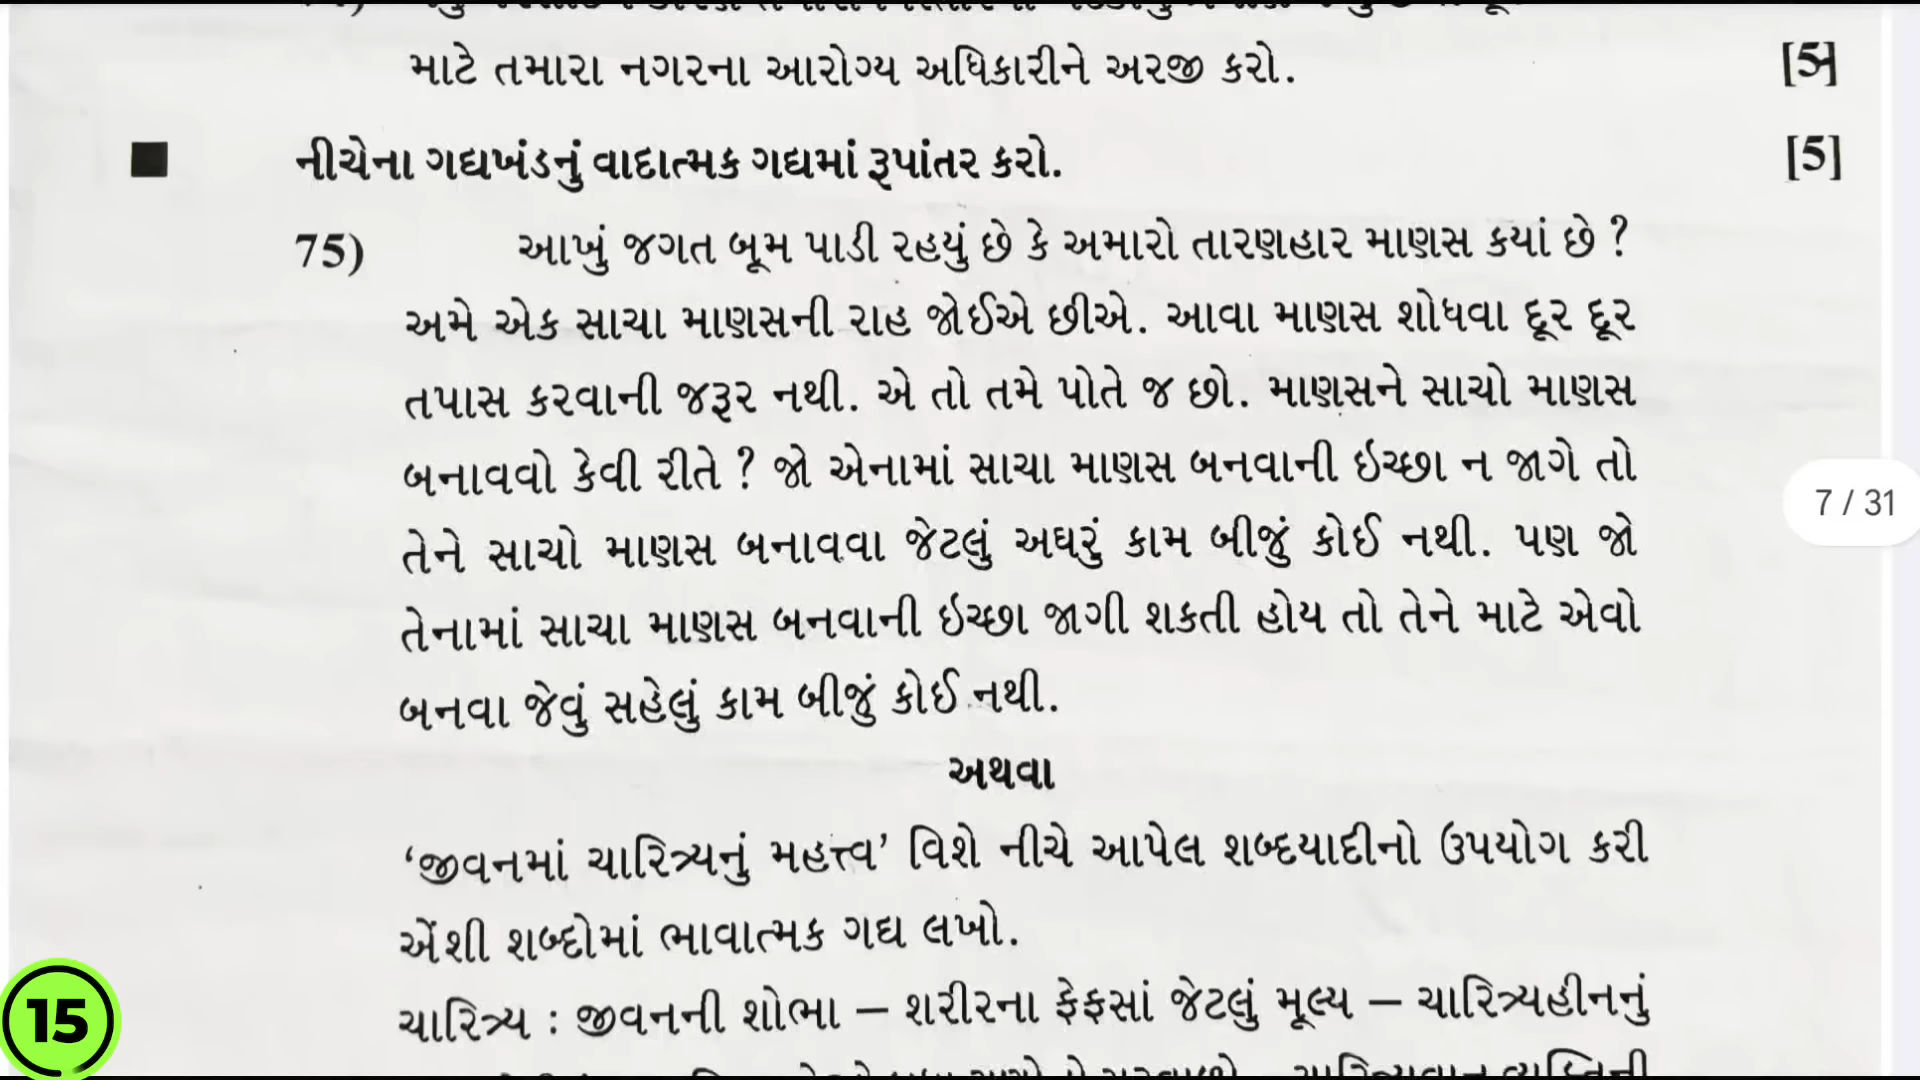 માટે તમારા નગરના આરોગ્ય અધિકારીને અરજી કરો. [5]
■ નીચેના ગદ્યખંડનું વાદાત્મક ગદ્યમાં રૂપાંતર કરો. [5]
75) આખું જગત બૂમ પાડી રહયું છે કે અમારો તારણહાર માણસ કયાં છે ?
અમે એક સાચા માણસની રાહ જોઈએ છીએ. આવા માણસ શોધવા દૂર દૂર
તપાસ કરવાની જરૂર નથી. એ તો તમે પોતે જ છો. માણસને સાચો માણસ
બનાવવો કેવી રીતે ? જો એનામાં સાચા માણસ બનવાની ઇચ્છા ન જાગે તો
તેને સાચો માણસ બનાવવા જેટલું અઘરું કામ બીજું કોઈ નથી. પણ જો
તેનામાં સાચા માણસ બનવાની ઇચ્છા જાગી શકતી હોય તો તેને માટે એવો
બનવા જેવું સહેલું કામ બીજું કોઈ નથી.
અથવા
‘જીવનમાં ચારિત્ર્યનું મહત્ત્વ’ વિશે નીચે આપેલ શબ્દયાદીનો ઉપયોગ કરી
એંશી શબ્દોમાં ભાવાત્મક ગદ્ય લખો.
ચારિત્ર્ય : જીવનની શોભા – શરીરના ફેફસાં જેટલું મૂલ્ય – ચારિત્ર્યહીનનું
7 / 31
15